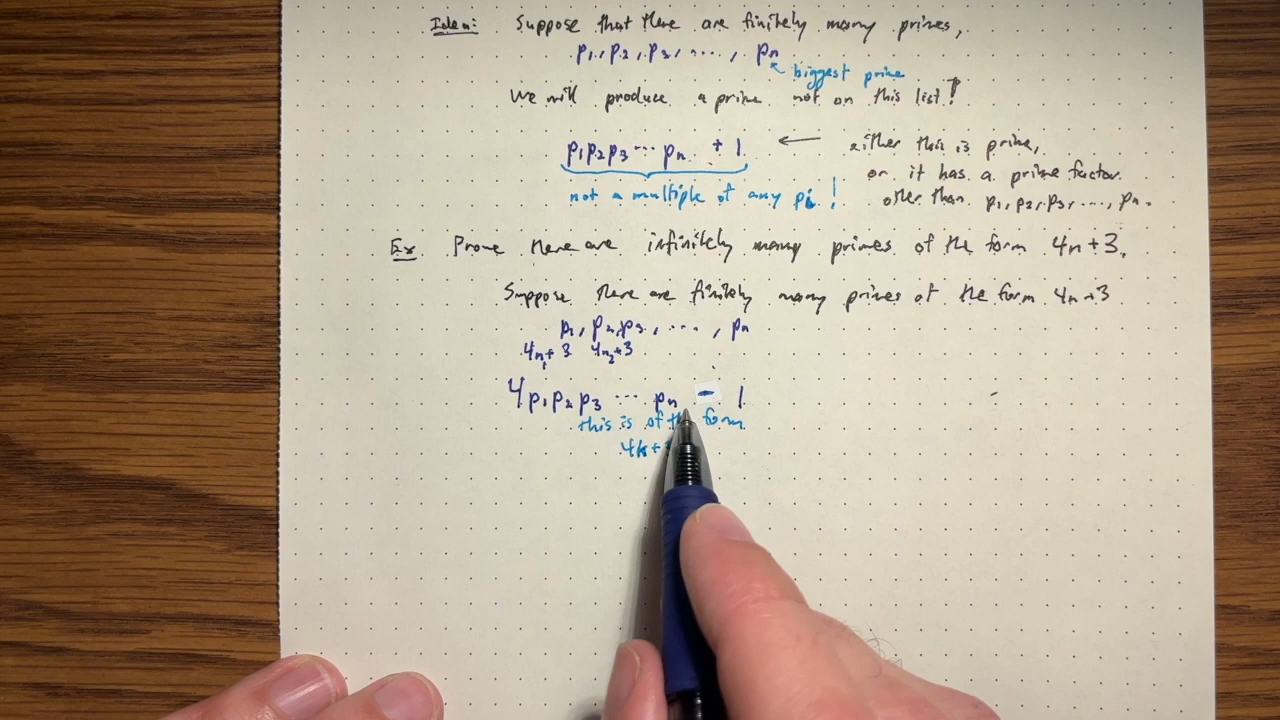 Idea: Suppose that there are finitely many primes,
p₁, p₂, p₃, ..., pₙ
biggest prime
We will produce a prime not on this list!
p₁p₂p₃ ... pₙ + 1 ← either this is prime,
or it has a prime factor
not a multiple of any pᵢ! other than p₁, p₂, p₃, ..., pₙ.
Ex Prove there are infinitely many primes of the form 4n+3.
Suppose there are finitely many primes of the form 4n+3
p₁, p₂, p₃, ..., pₙ
4n₁+3 4n₂+3
4p₁p₂p₃ ... pₙ - 1
this is of the form
4k+